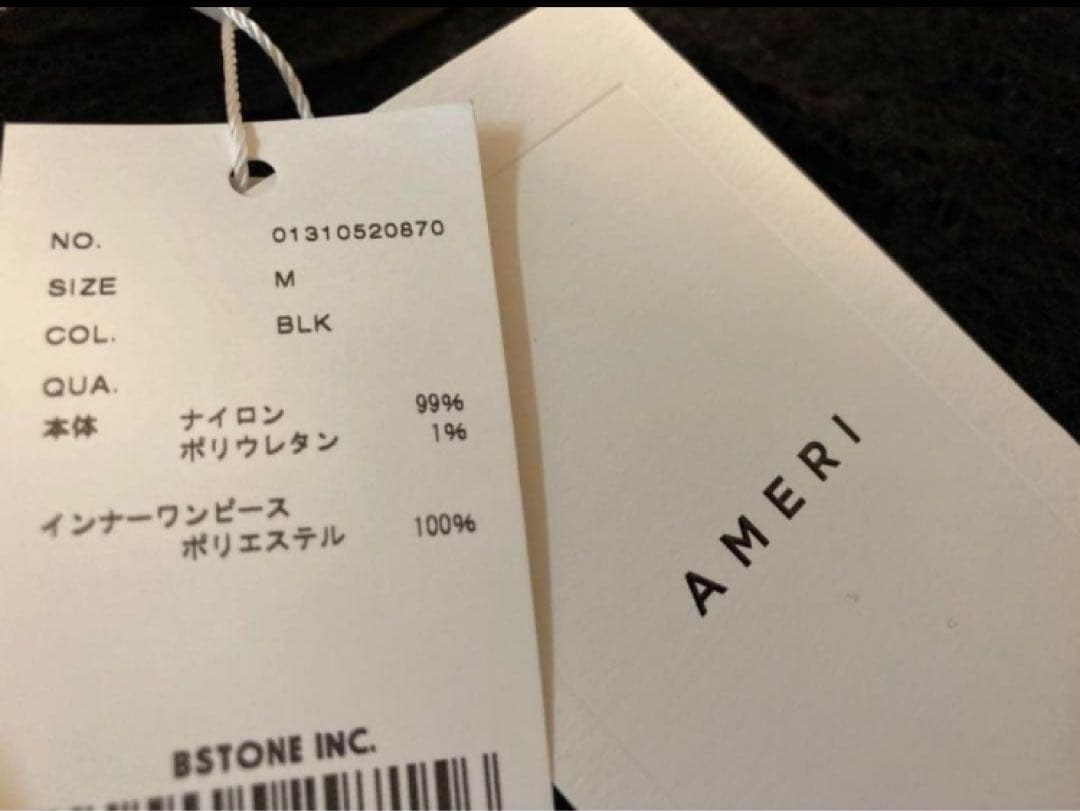 NO. 01310520870
SIZE M
COL. BLK
QUA.
本体 ナイロン 99%
ポリウレタン 1%
インナーワンピース
ポリエステル 100%
BSTONE INC.
AMERI